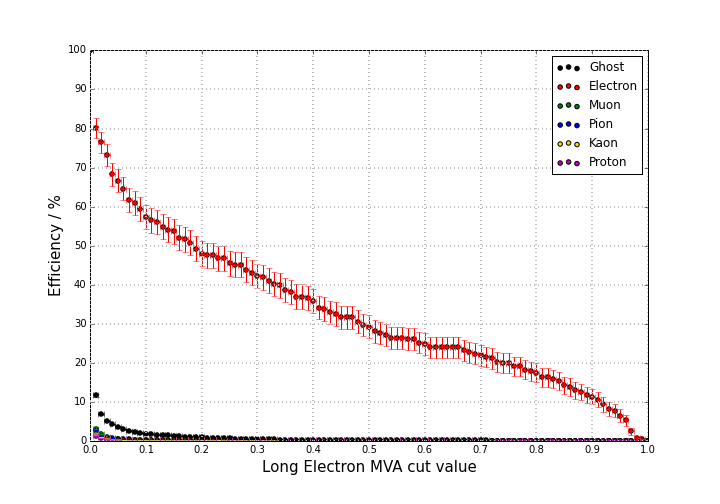 100
90
80
70
60
50
40
30
20
10
0
Efficiency / %
0.0 0.1 0.2 0.3 0.4 0.5 0.6 0.7 0.8 0.9 1.0
Long Electron MVA cut value
Ghost
Electron
Muon
Pion
Kaon
Proton